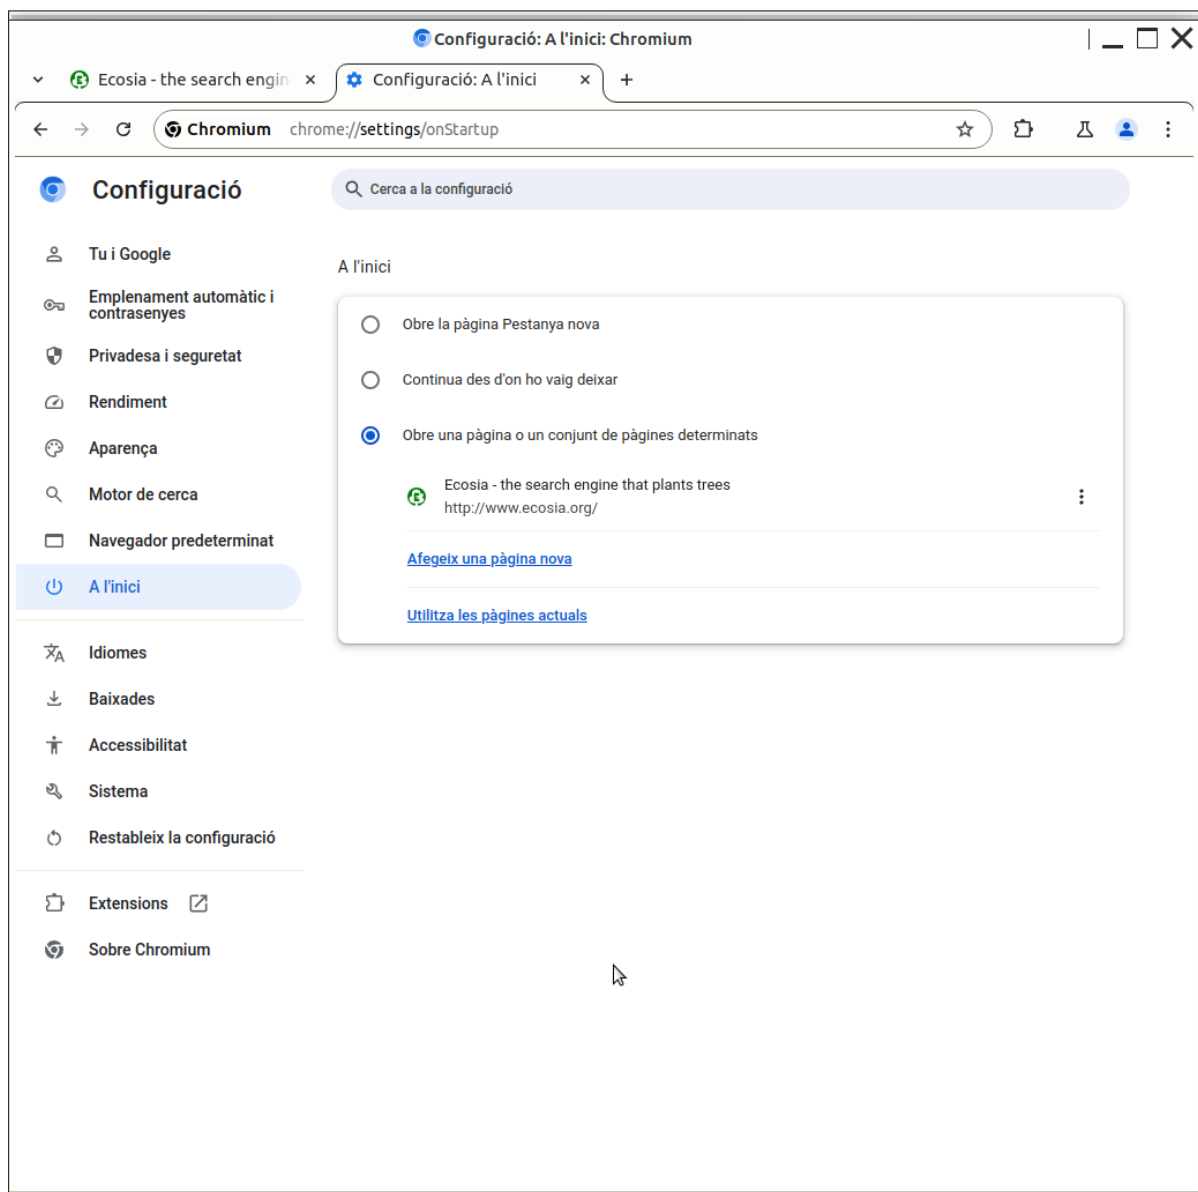 Configuració: A l'inici: Chromium
Ecosia - the search engin
Configuració: A l'inici
Chromium chrome://settings/onStartup
Configuració
Cerca a la configuració
Tu i Google
Emplenament automàtic i
contrasenyes
Privadesa i seguretat
Rendiment
Aparença
Motor de cerca
Navegador predeterminat
A l'inici
Idiomes
Baixades
Accessibilitat
Sistema
Restableix la configuració
Extensions
Sobre Chromium
A l'inici
Obre la pàgina Pestanya nova
Continua des d'on ho vaig deixar
Obre una pàgina o un conjunt de pàgines determinats
Ecosia - the search engine that plants trees
http://www.ecosia.org/
Afegeix una pàgina nova
Utilitza les pàgines actuals